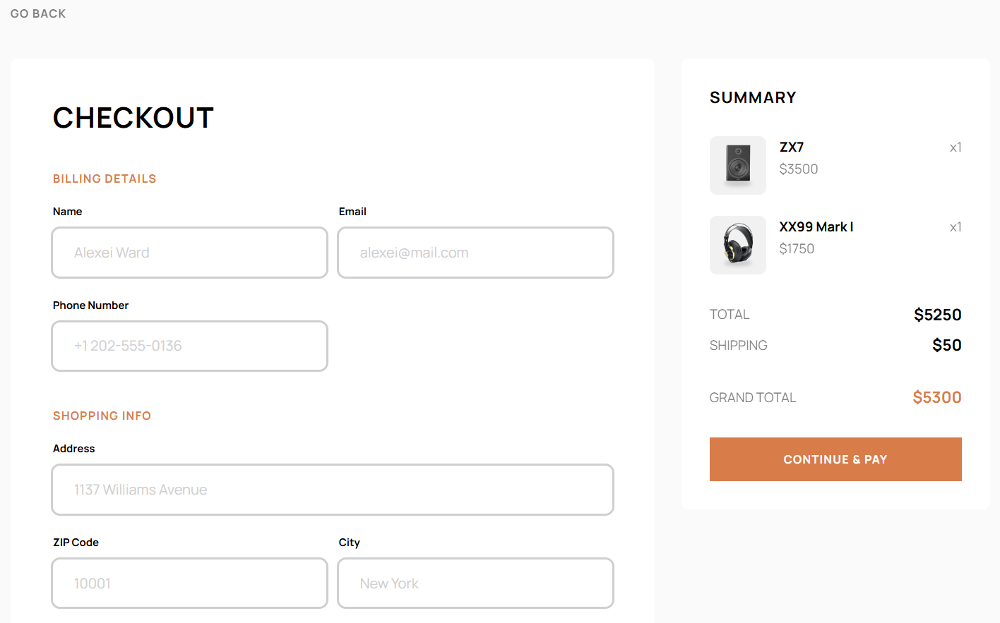 GO BACK
CHECKOUT
BILLING DETAILS
Name
Email
Alexei Ward
alexei@mail.com
Phone Number
+1 202-555-0136
SHOPPING INFO
Address
1137 Williams Avenue
ZIP Code
City
10001
New York
SUMMARY
ZX7
x1
$3500
XX99 Mark I
x1
$1750
TOTAL
$5250
SHIPPING
$50
GRAND TOTAL
$5300
CONTINUE & PAY